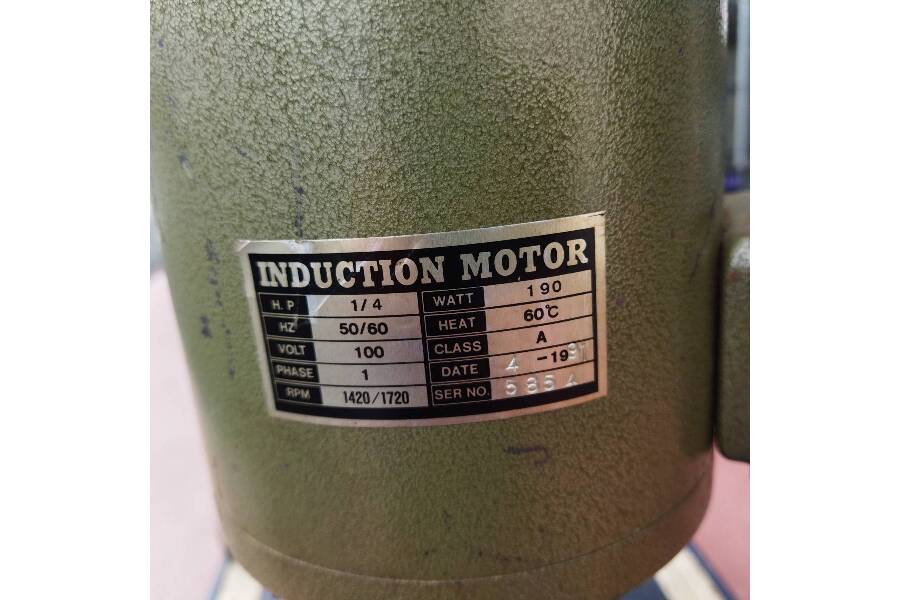 INDUCTION MOTOR
H. P 1/4 WATT 190
HZ 50/60 HEAT 60℃
VOLT 100 CLASS A
PHASE 1 DATE 4 -1991
RPM 1420/1720 SER NO. 5854